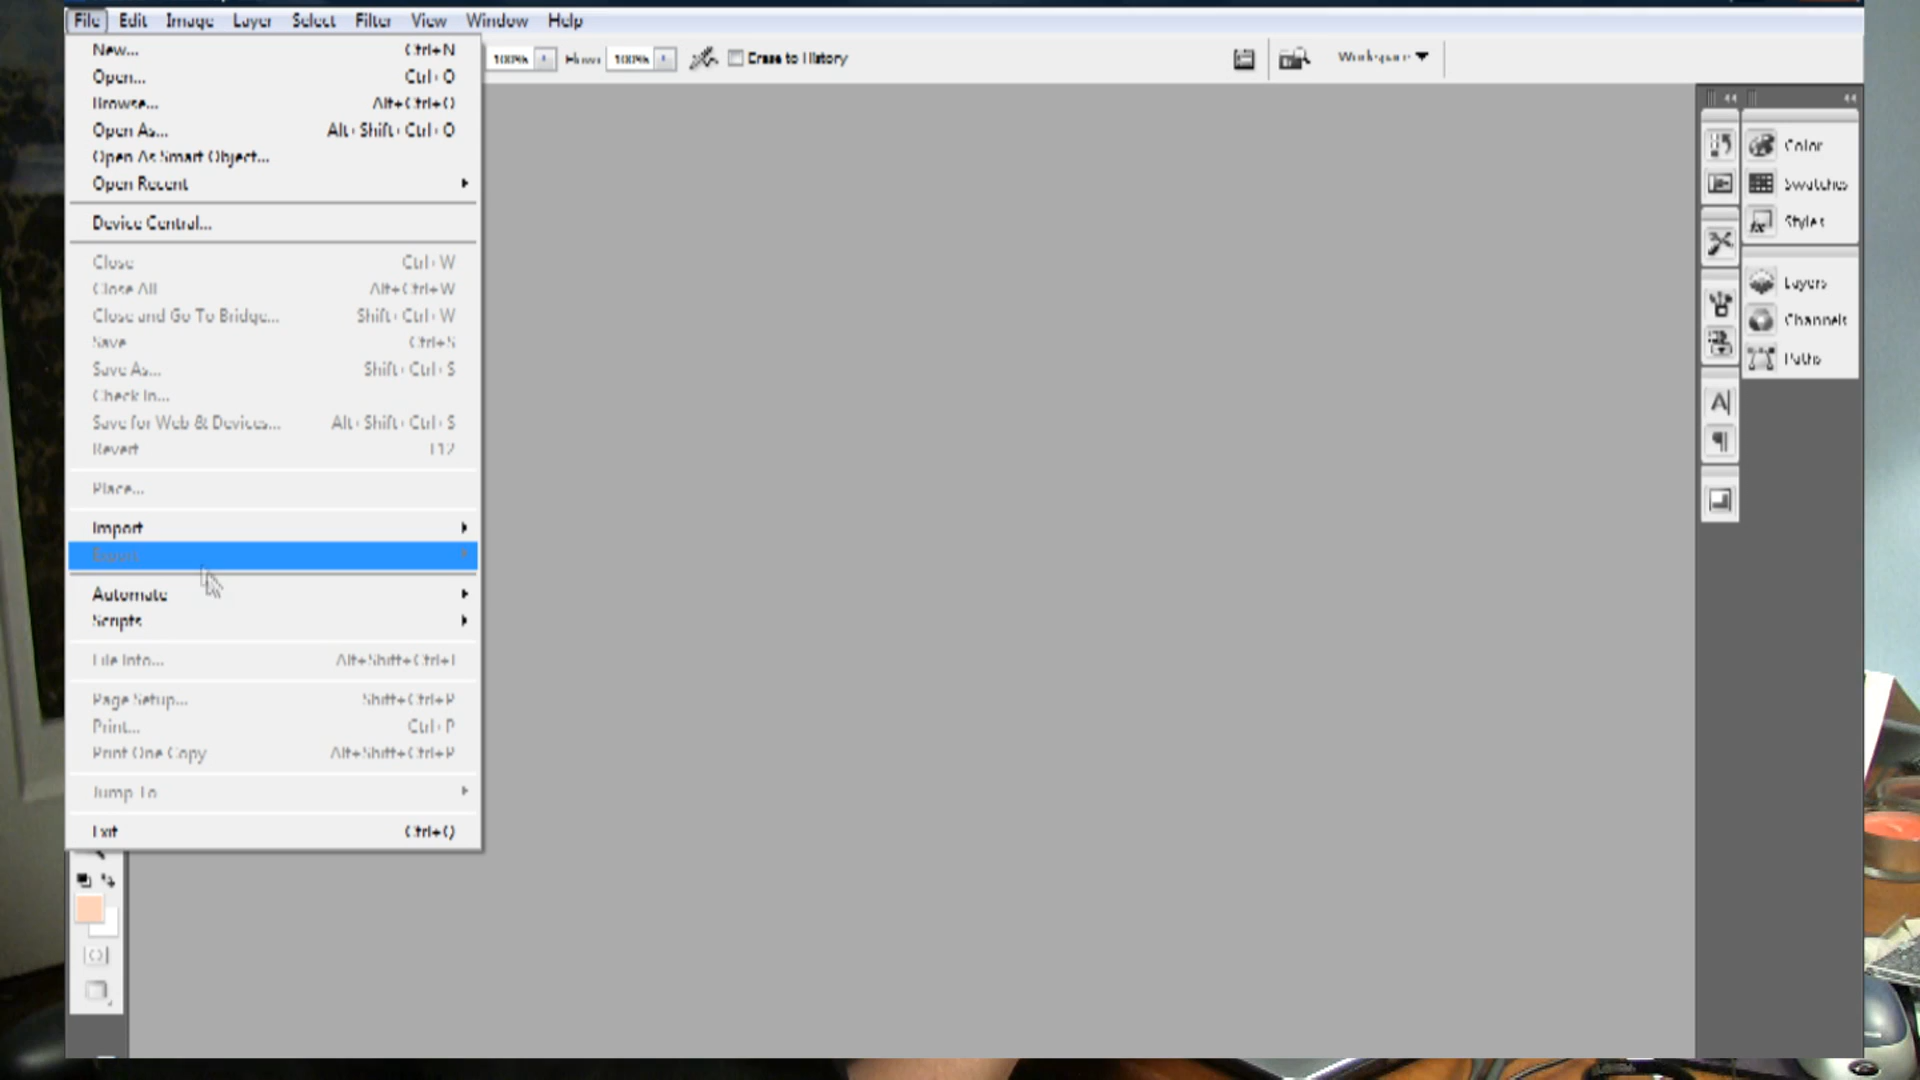 File Edit Image Layer Select Filter View Window Help
100% Flow: 100% Erase to History Workspace
New... Ctrl+N
Open... Ctrl+O
Browse... Alt+Ctrl+O
Open As... Alt+Shift+Ctrl+O
Open As Smart Object...
Open Recent
Device Central...
Close Ctrl+W
Close All Alt+Ctrl+W
Close and Go To Bridge... Shift+Ctrl+W
Save Ctrl+S
Save As... Shift+Ctrl+S
Check In...
Save for Web & Devices... Alt+Shift+Ctrl+S
Revert F12
Place...
Import
Export
Automate
Scripts
File Info... Alt+Shift+Ctrl+I
Page Setup... Shift+Ctrl+P
Print... Ctrl+P
Print One Copy Alt+Shift+Ctrl+P
Jump To
Exit Ctrl+Q
Color
Swatches
Styles
Layers
Channels
Paths